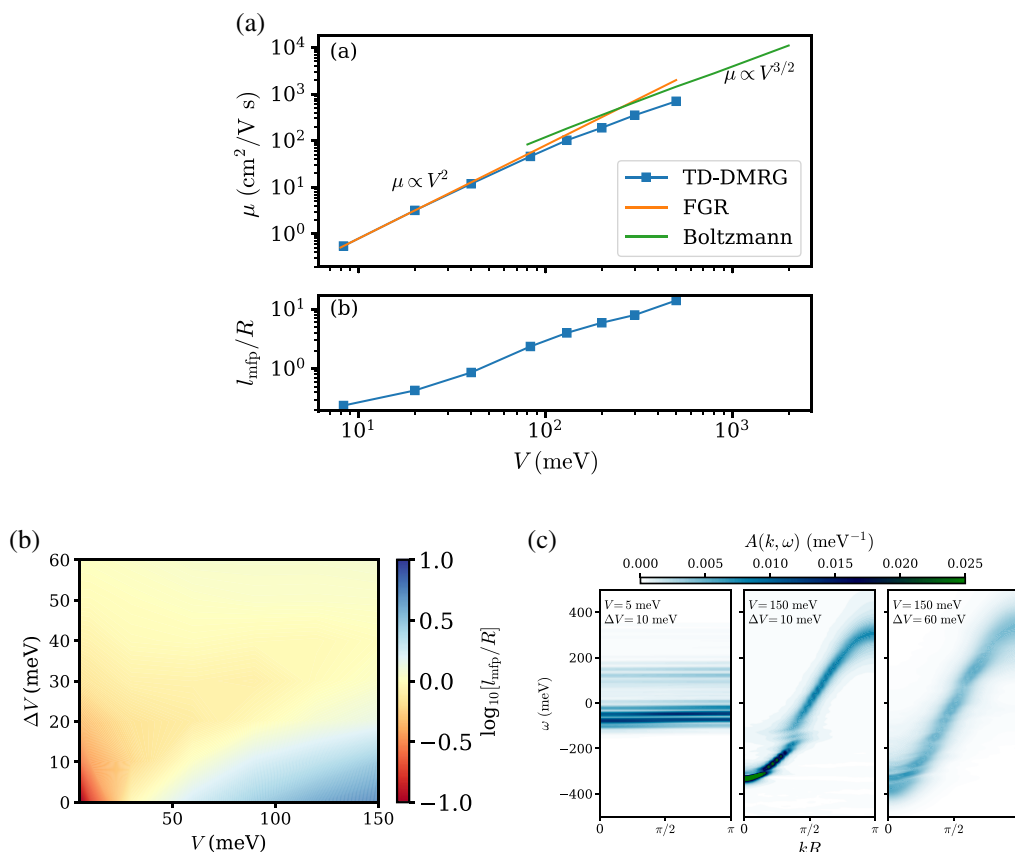 (a)
(a)
10⁴
10³
10²
10¹
10⁰
μ (cm²/V s)
μ ∝ V²
μ ∝ V³ᐟ²
TD-DMRG
FGR
Boltzmann
(b)
10¹
10⁰
l_mfp/R
10¹
10²
10³
V (meV)
(b)
60
50
40
30
20
10
0
ΔV (meV)
0
50
100
150
V (meV)
1.0
0.5
0.0
−0.5
−1.0
log₁₀[l_mfp/R]
(c)
A(k, ω) (meV⁻¹)
0.000 0.005 0.010 0.015 0.020 0.025
V = 5 meV
ΔV = 10 meV
V = 150 meV
ΔV = 10 meV
V = 150 meV
ΔV = 60 meV
400
200
0
−200
−400
ω (meV)
0 π/2 π
0 π/2 π
0 π/2 π
kR